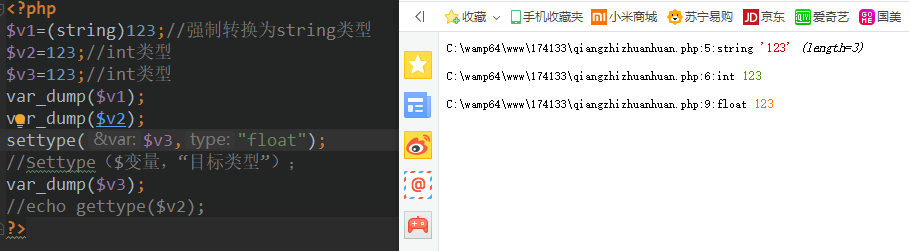 <?php
$v1=(string)123;//强制转换为string类型
$v2=123;//int类型
$v3=123;//int类型
var_dump($v1);
var_dump($v2);
settype( &var: $v3, type: "float");
//Settype（$变量，“目标类型”）；
var_dump($v3);
//echo gettype($v2);
?>
收藏 手机收藏夹 小米商城 苏宁易购 JD 京东 爱奇艺 国美
C:\wamp64\www\174133\qiangzhizhuanhuan.php:5:string '123' (length=3)
C:\wamp64\www\174133\qiangzhizhuanhuan.php:6:int 123
C:\wamp64\www\174133\qiangzhizhuanhuan.php:9:float 123
@